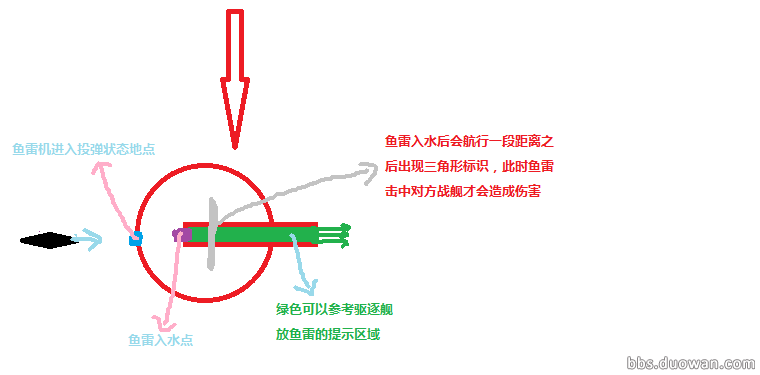 鱼雷机进入投弹状态地点
鱼雷入水后会航行一段距离之
后出现三角形标识，此时鱼雷
击中对方战舰才会造成伤害
绿色可以参考驱逐舰
放鱼雷的提示区域
鱼雷入水点
bbs.duowan.com